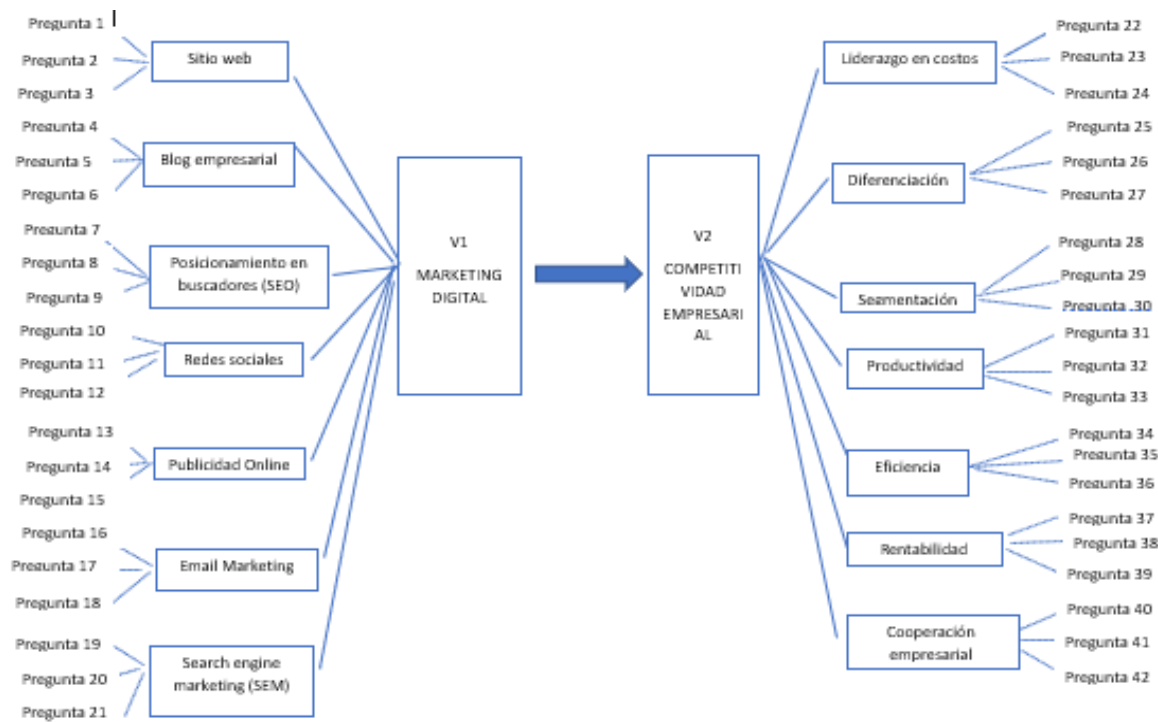 Pregunta 1
Pregunta 2
Pregunta 3
Sitio web
Pregunta 4
Pregunta 5
Pregunta 6
Blog empresarial
Pregunta 7
Pregunta 8
Pregunta 9
Posicionamiento en
buscadores (SEO)
Pregunta 10
Pregunta 11
Pregunta 12
Redes sociales
Pregunta 13
Pregunta 14
Pregunta 15
Publicidad Online
Pregunta 16
Pregunta 17
Pregunta 18
Email Marketing
Pregunta 19
Pregunta 20
Pregunta 21
Search engine
marketing (SEM)
V1
MARKETING
DIGITAL
V2
COMPETITI
VIDAD
EMPRESARI
AL
Liderazgo en costos
Pregunta 22
Pregunta 23
Pregunta 24
Diferenciación
Pregunta 25
Pregunta 26
Pregunta 27
Segmentación
Pregunta 28
Pregunta 29
Pregunta 30
Productividad
Pregunta 31
Pregunta 32
Pregunta 33
Eficiencia
Pregunta 34
Pregunta 35
Pregunta 36
Rentabilidad
Pregunta 37
Pregunta 38
Pregunta 39
Cooperación
empresarial
Pregunta 40
Pregunta 41
Pregunta 42